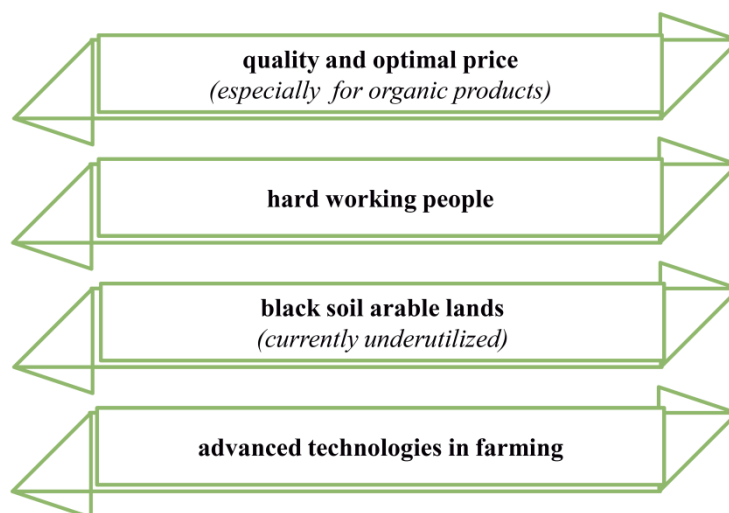 quality and optimal price
(especially for organic products)
hard working people
black soil arable lands
(currently underutilized)
advanced technologies in farming